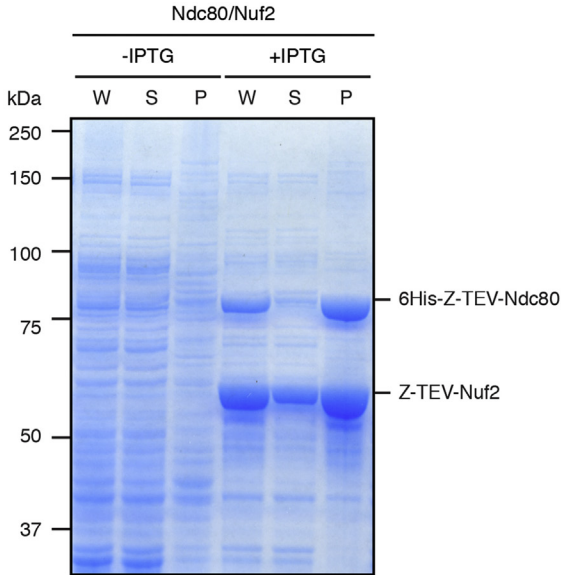 Ndc80/Nuf2
-IPTG +IPTG
kDa W S P W S P
250
150
100
6His-Z-TEV-Ndc80
75
Z-TEV-Nuf2
50
37